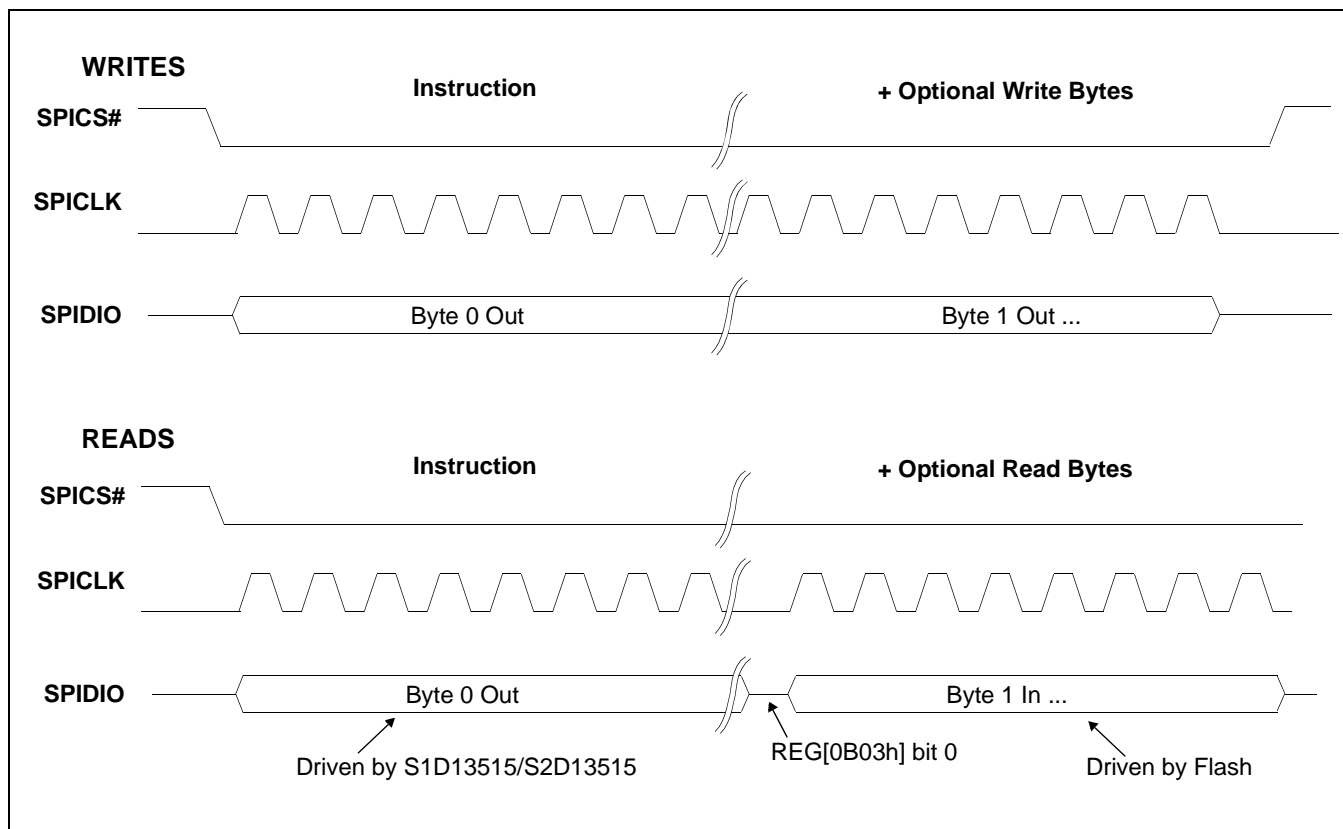 WRITES
Instruction
+ Optional Write Bytes
SPICS#
SPICLK
SPIDIO
Byte 0 Out
Byte 1 Out ...
READS
Instruction
+ Optional Read Bytes
SPICS#
SPICLK
SPIDIO
Byte 0 Out
Byte 1 In ...
Driven by S1D13515/S2D13515
REG[0B03h] bit 0
Driven by Flash